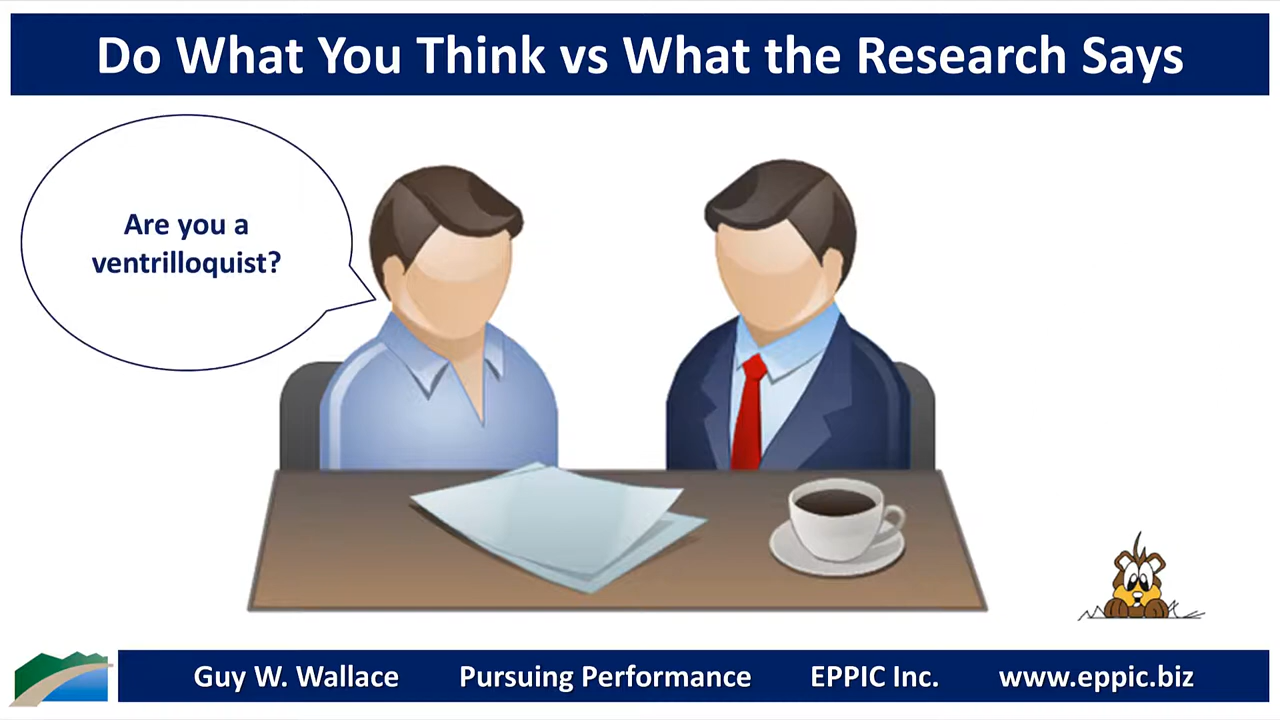 Do What You Think vs What the Research Says
Are you a
ventrilloquist?
Guy W. Wallace Pursuing Performance EPPIC Inc. www.eppic.biz